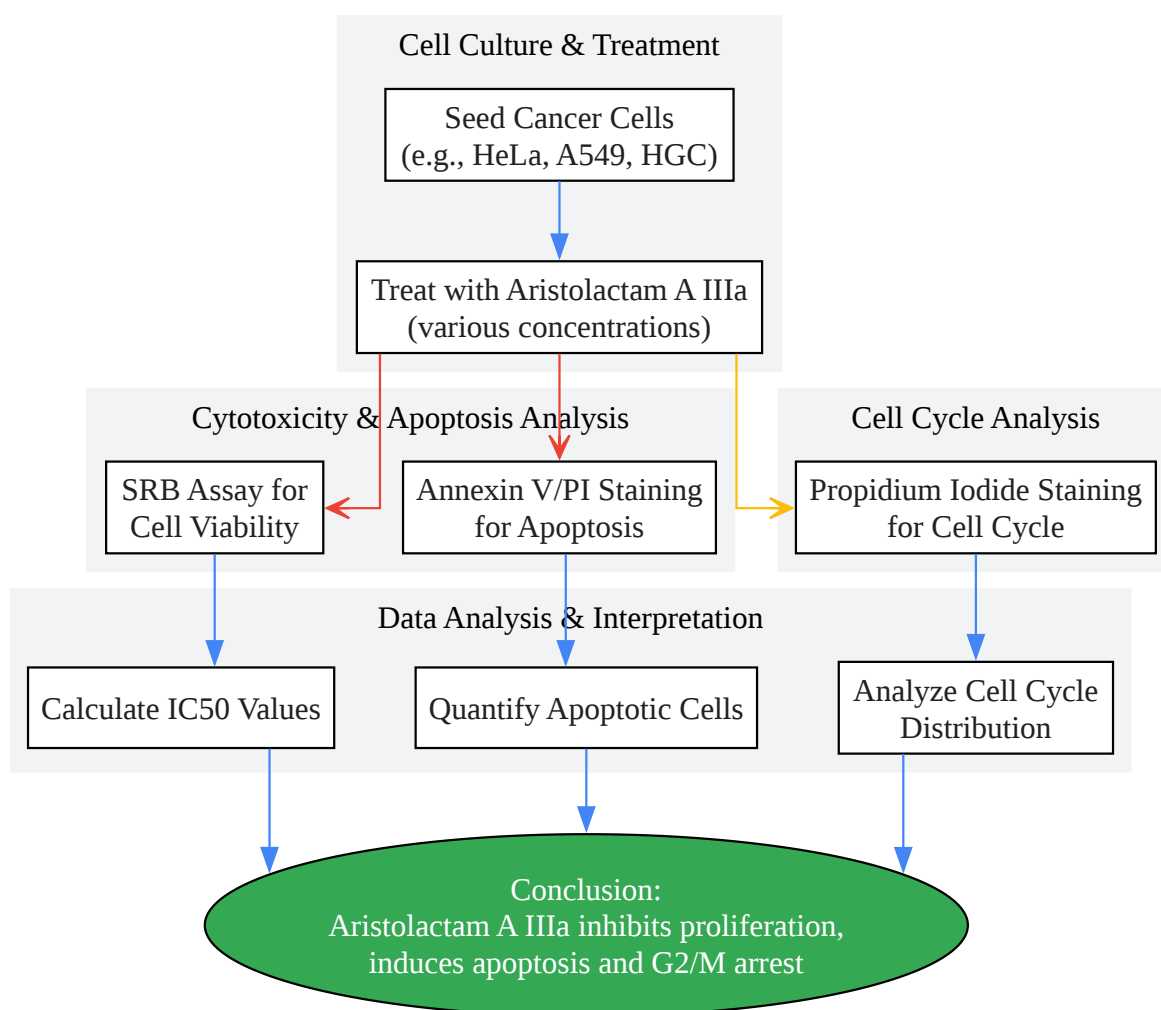 Cell Culture & Treatment
Seed Cancer Cells
(e.g., HeLa, A549, HGC)
Treat with Aristolactam A IIIa
(various concentrations)
Cytotoxicity & Apoptosis Analysis
Cell Cycle Analysis
SRB Assay for
Cell Viability
Annexin V/PI Staining
for Apoptosis
Propidium Iodide Staining
for Cell Cycle
Data Analysis & Interpretation
Calculate IC50 Values
Quantify Apoptotic Cells
Analyze Cell Cycle
Distribution
Conclusion:
Aristolactam A IIIa inhibits proliferation,
induces apoptosis and G2/M arrest